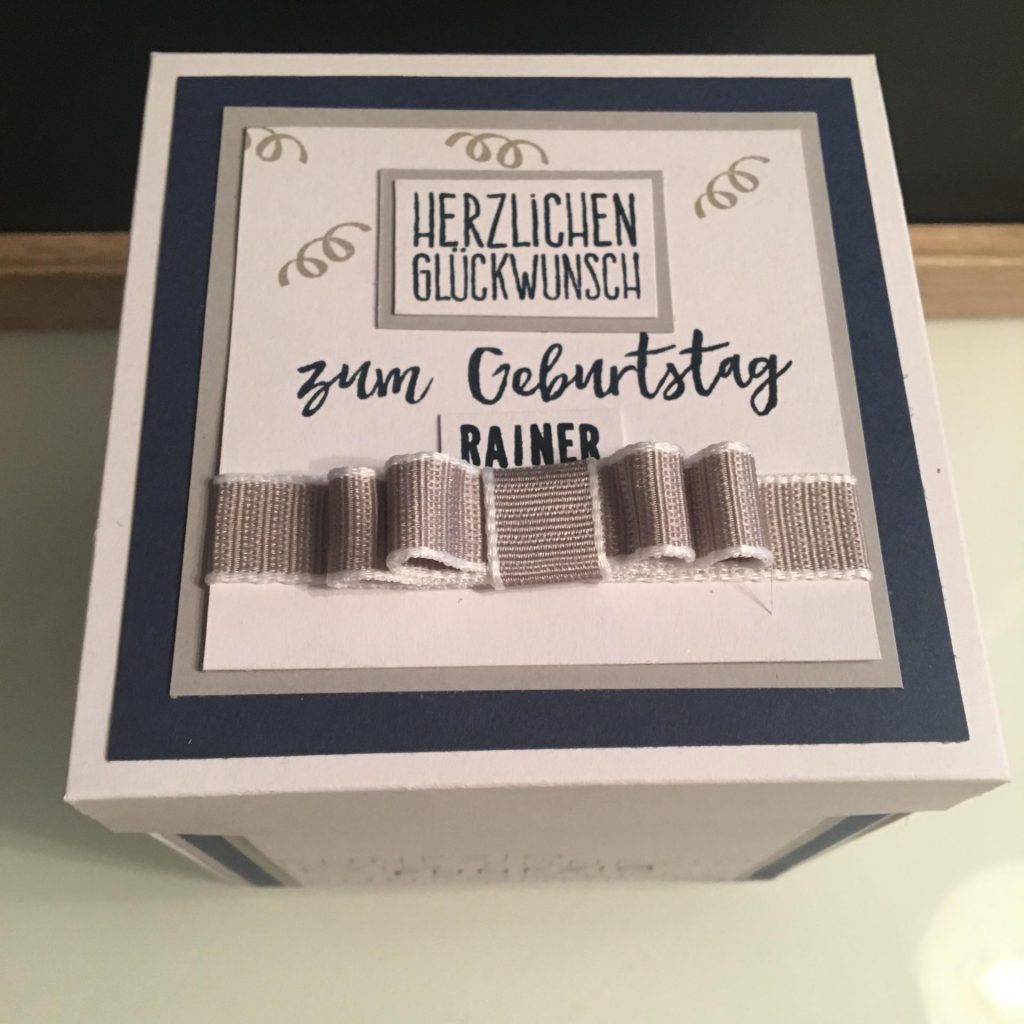 HERZLICHEN
GLÜCKWUNSCH
zum Geburtstag
RAINER